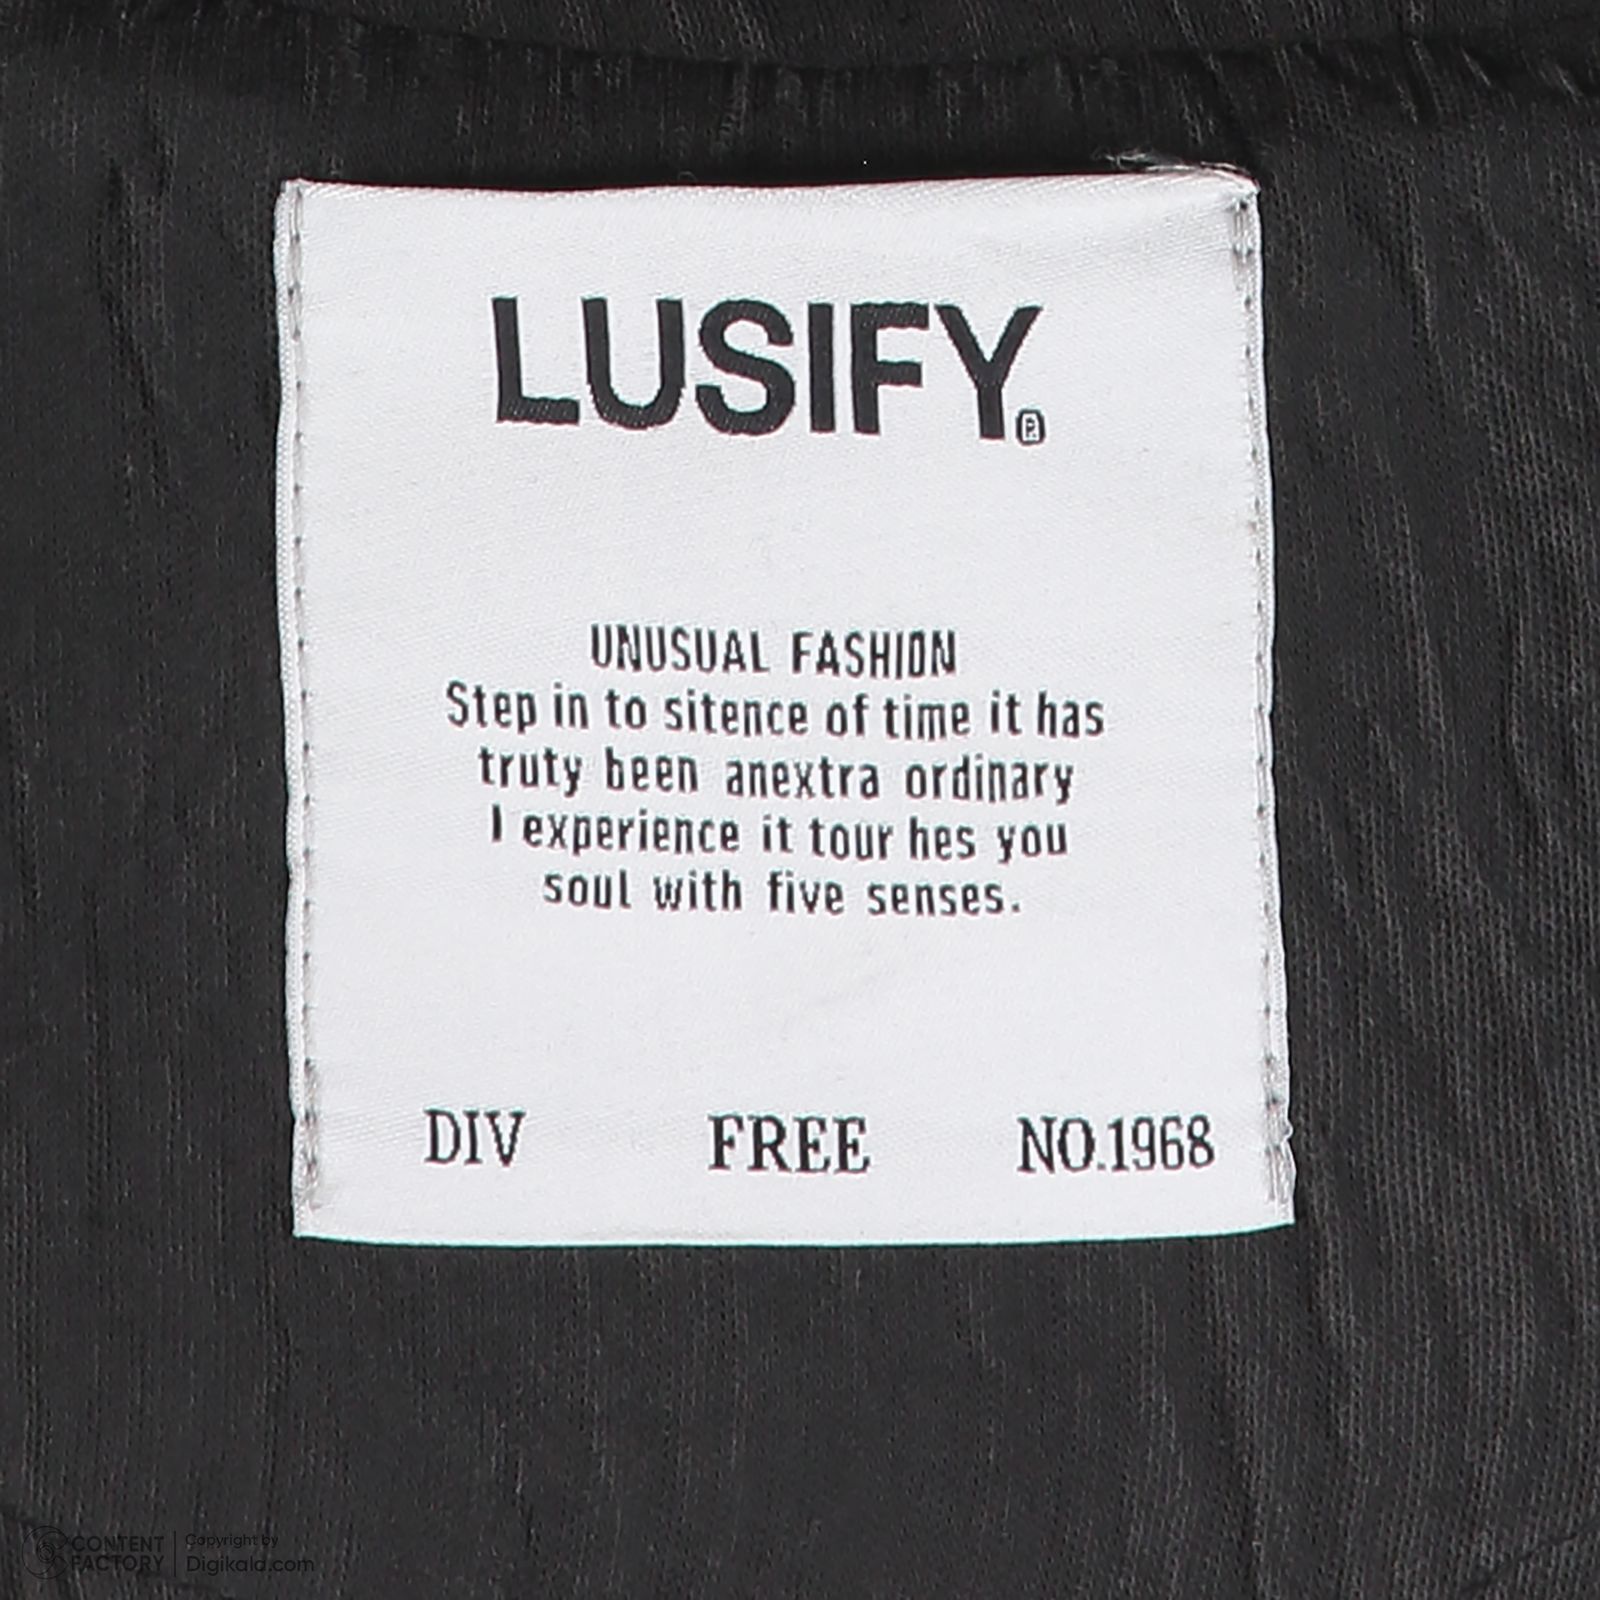 LUSIFY®
UNUSUAL FASHION
Step in to sitence of time it has
truty been anextra ordinary
I experience it tour hes you
soul with five senses.
DIV FREE NO.1968
CONTENT FACTORY
Copyright by
Digikala.com